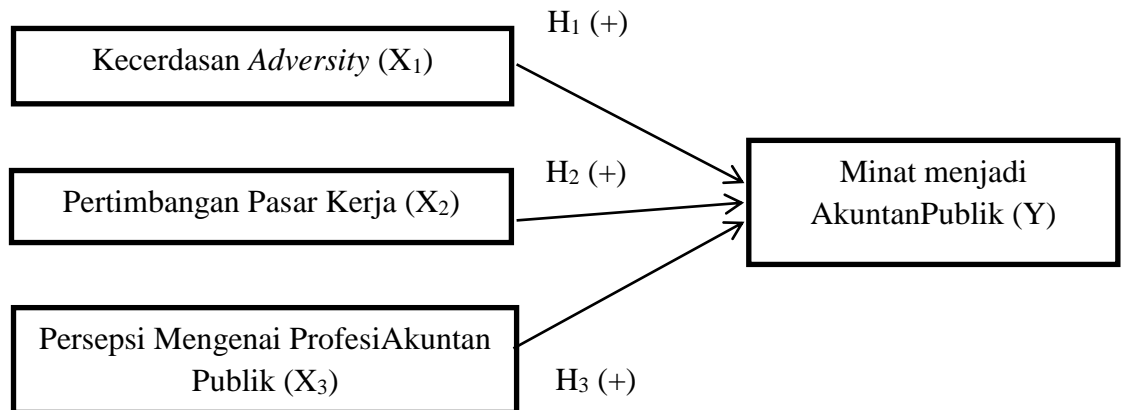 H₁ (+)
Kecerdasan Adversity (X₁)
H₂ (+)
Pertimbangan Pasar Kerja (X₂)
Minat menjadi
AkuntanPublik (Y)
Persepsi Mengenai ProfesiAkuntan
Publik (X₃)
H₃ (+)